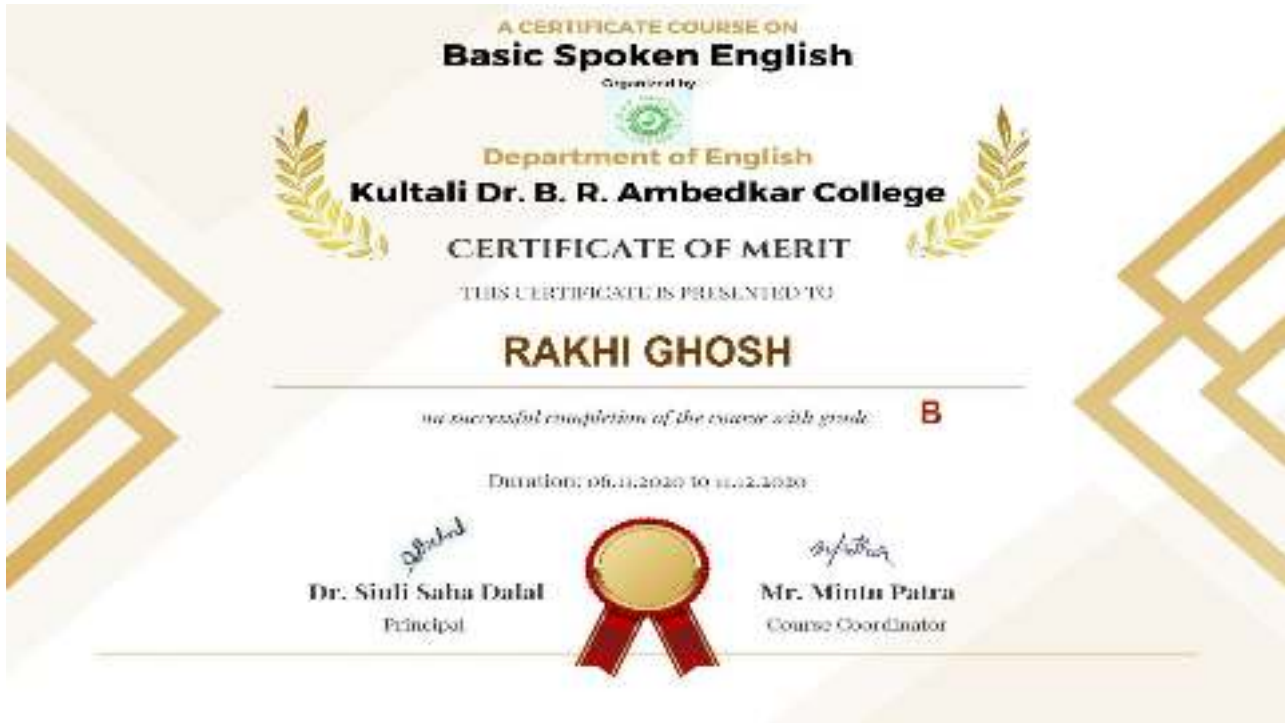 A CERTIFICATE COURSE ON
Basic Spoken English
Organized by
Department of English
Kultali Dr. B. R. Ambedkar College
CERTIFICATE OF MERIT
THIS CERTIFICATE IS PRESENTED TO
RAKHI GHOSH
on successful completion of the course with grade B
Duration: 06.11.2020 to 11.12.2020
Dr. Siuli Saha Dalal Mr. Mintu Patra
Principal Course Coordinator